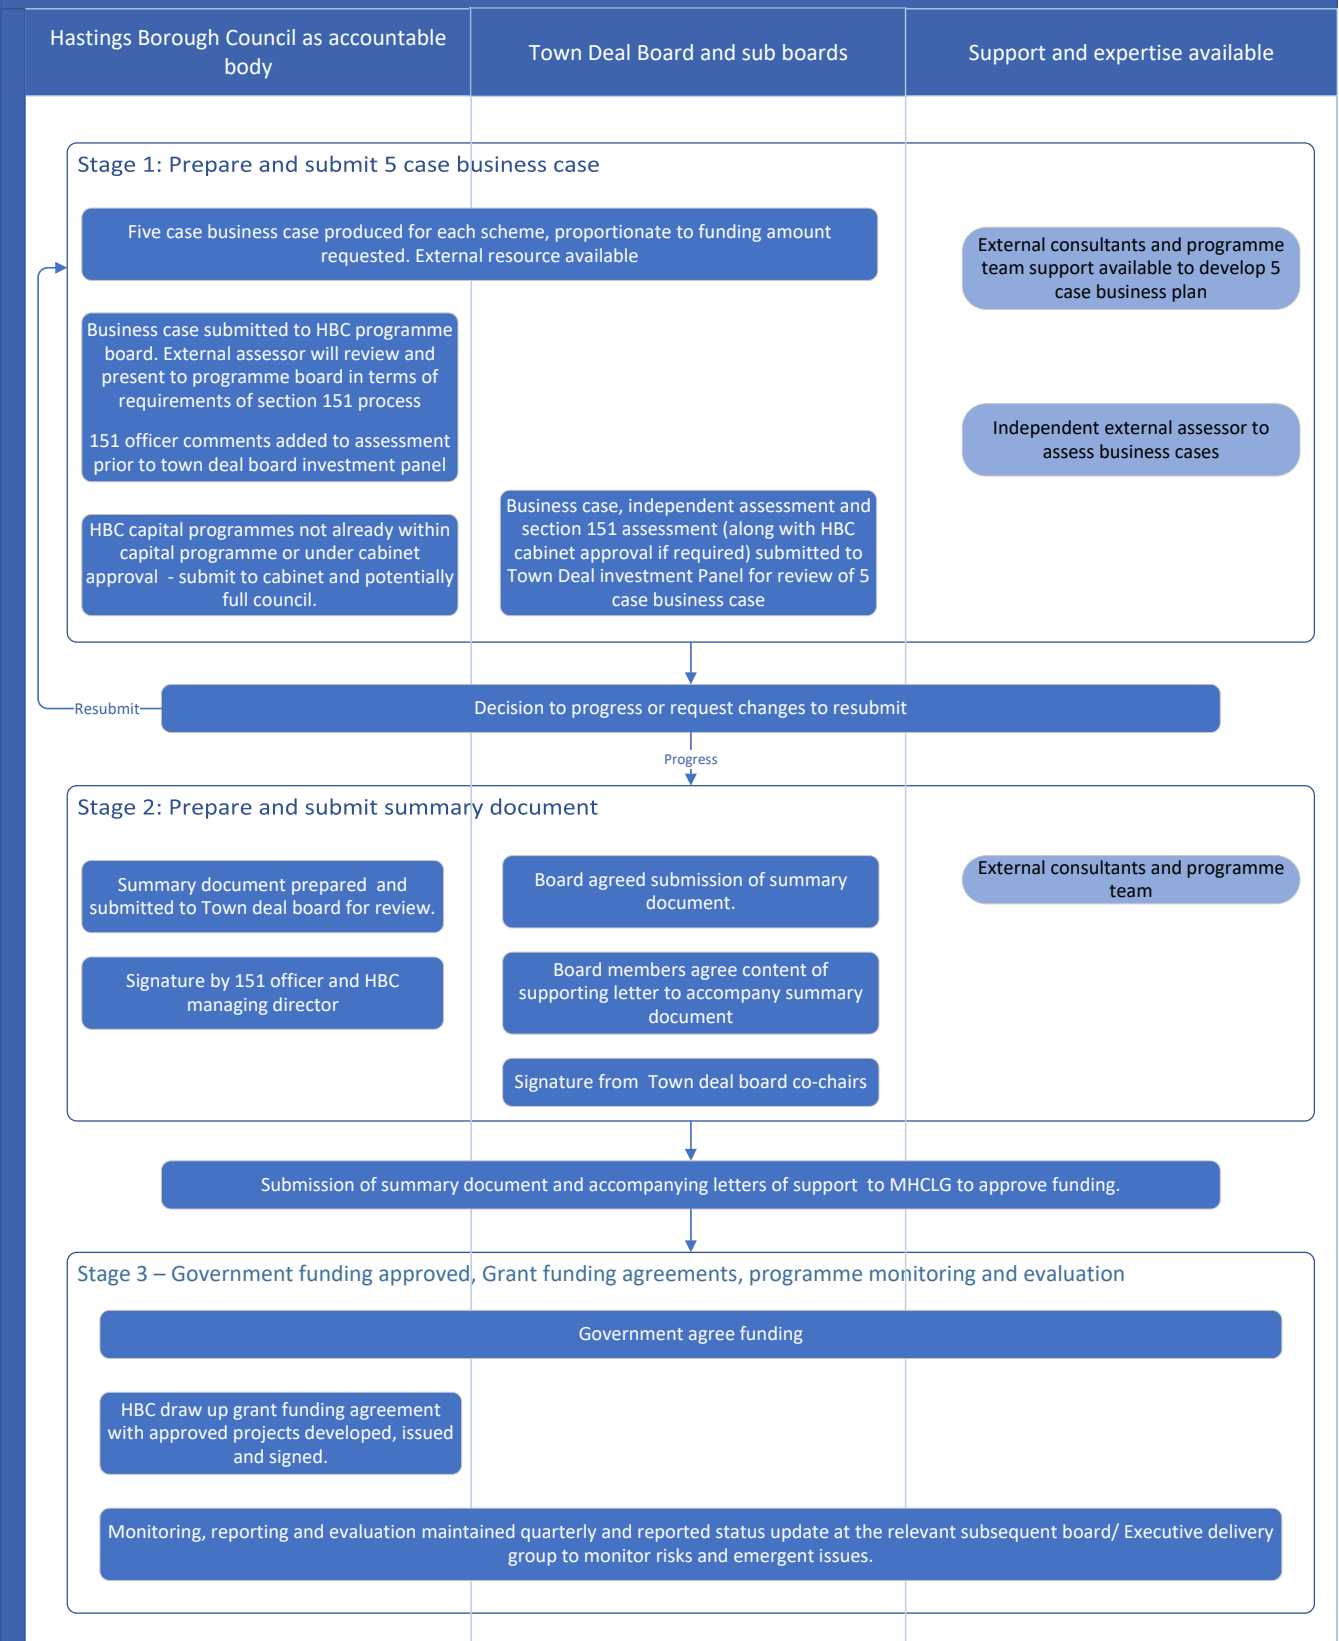 Hastings Borough Council as accountable
body
Town Deal Board and sub boards
Support and expertise available
Stage 1: Prepare and submit 5 case business case
Five case business case produced for each scheme, proportionate to funding amount
requested. External resource available
External consultants and programme
team support available to develop 5
case business plan
Business case submitted to HBC programme
board. External assessor will review and
present to programme board in terms of
requirements of section 151 process
151 officer comments added to assessment
prior to town deal board investment panel
Independent external assessor to
assess business cases
HBC capital programmes not already within
capital programme or under cabinet
approval  - submit to cabinet and potentially
full council.
Business case, independent assessment and
section 151 assessment (along with HBC
cabinet approval if required) submitted to
Town Deal investment Panel for review of 5
case business case
Resubmit
Decision to progress or request changes to resubmit
Progress
Stage 2: Prepare and submit summary document
Summary document prepared  and
submitted to Town deal board for review.
Board agreed submission of summary
document.
External consultants and programme
team
Signature by 151 officer and HBC
managing director
Board members agree content of
supporting letter to accompany summary
document
Signature from  Town deal board co-chairs
Submission of summary document and accompanying letters of support  to MHCLG to approve funding.
Stage 3 – Government funding approved, Grant funding agreements, programme monitoring and evaluation
Government agree funding
HBC draw up grant funding agreement
with approved projects developed, issued
and signed.
Monitoring, reporting and evaluation maintained quarterly and reported status update at the relevant subsequent board/ Executive delivery
group to monitor risks and emergent issues.